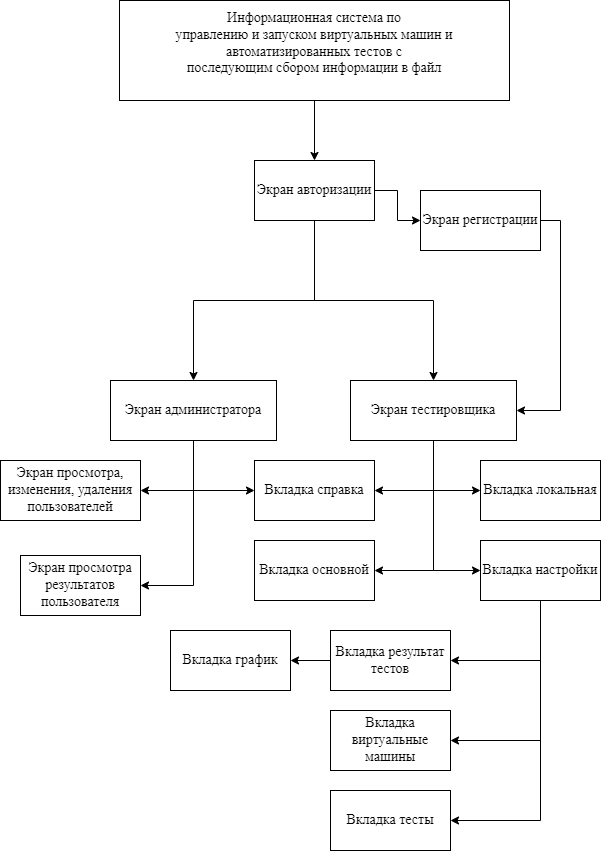 Информационная система по
управлению и запуском виртуальных машин и
автоматизированных тестов с
последующим сбором информации в файл
Экран авторизации
Экран регистрации
Экран администратора
Экран тестировщика
Экран просмотра,
изменения, удаления
пользователей
Вкладка справка
Вкладка локальная
Экран просмотра
результатов
пользователя
Вкладка основной
Вкладка настройки
Вкладка график
Вкладка результат
тестов
Вкладка
виртуальные
машины
Вкладка тесты